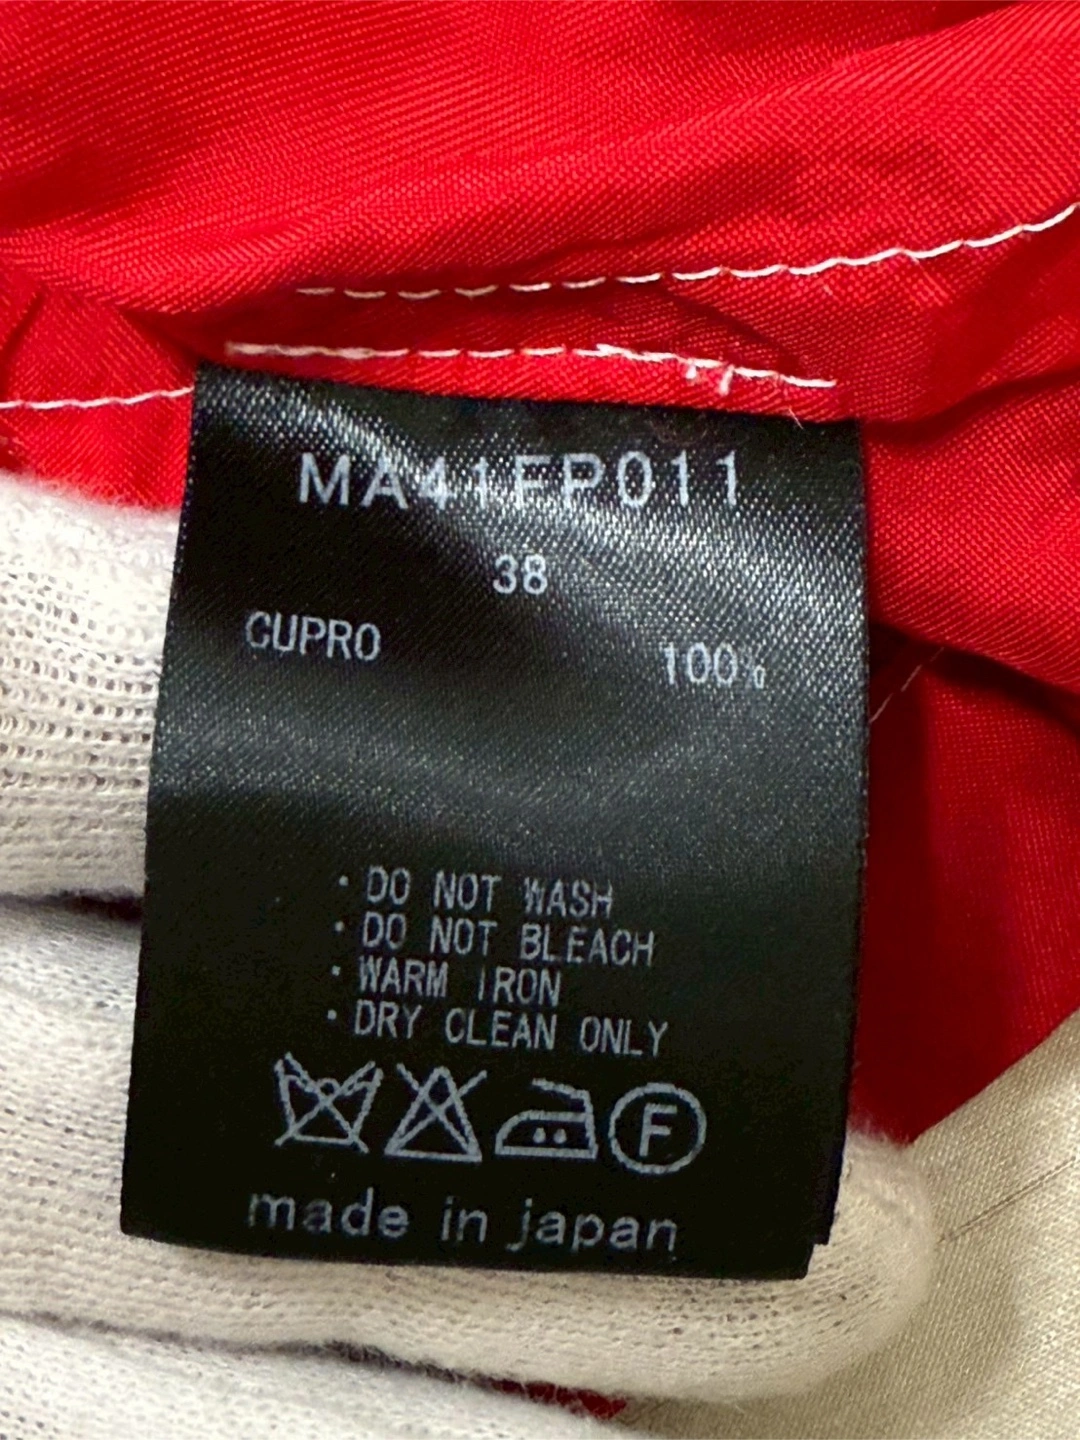 MA41FP011
38
CUPRO 100%
・DO NOT WASH
・DO NOT BLEACH
・WARM IRON
・DRY CLEAN ONLY
F
made in japan